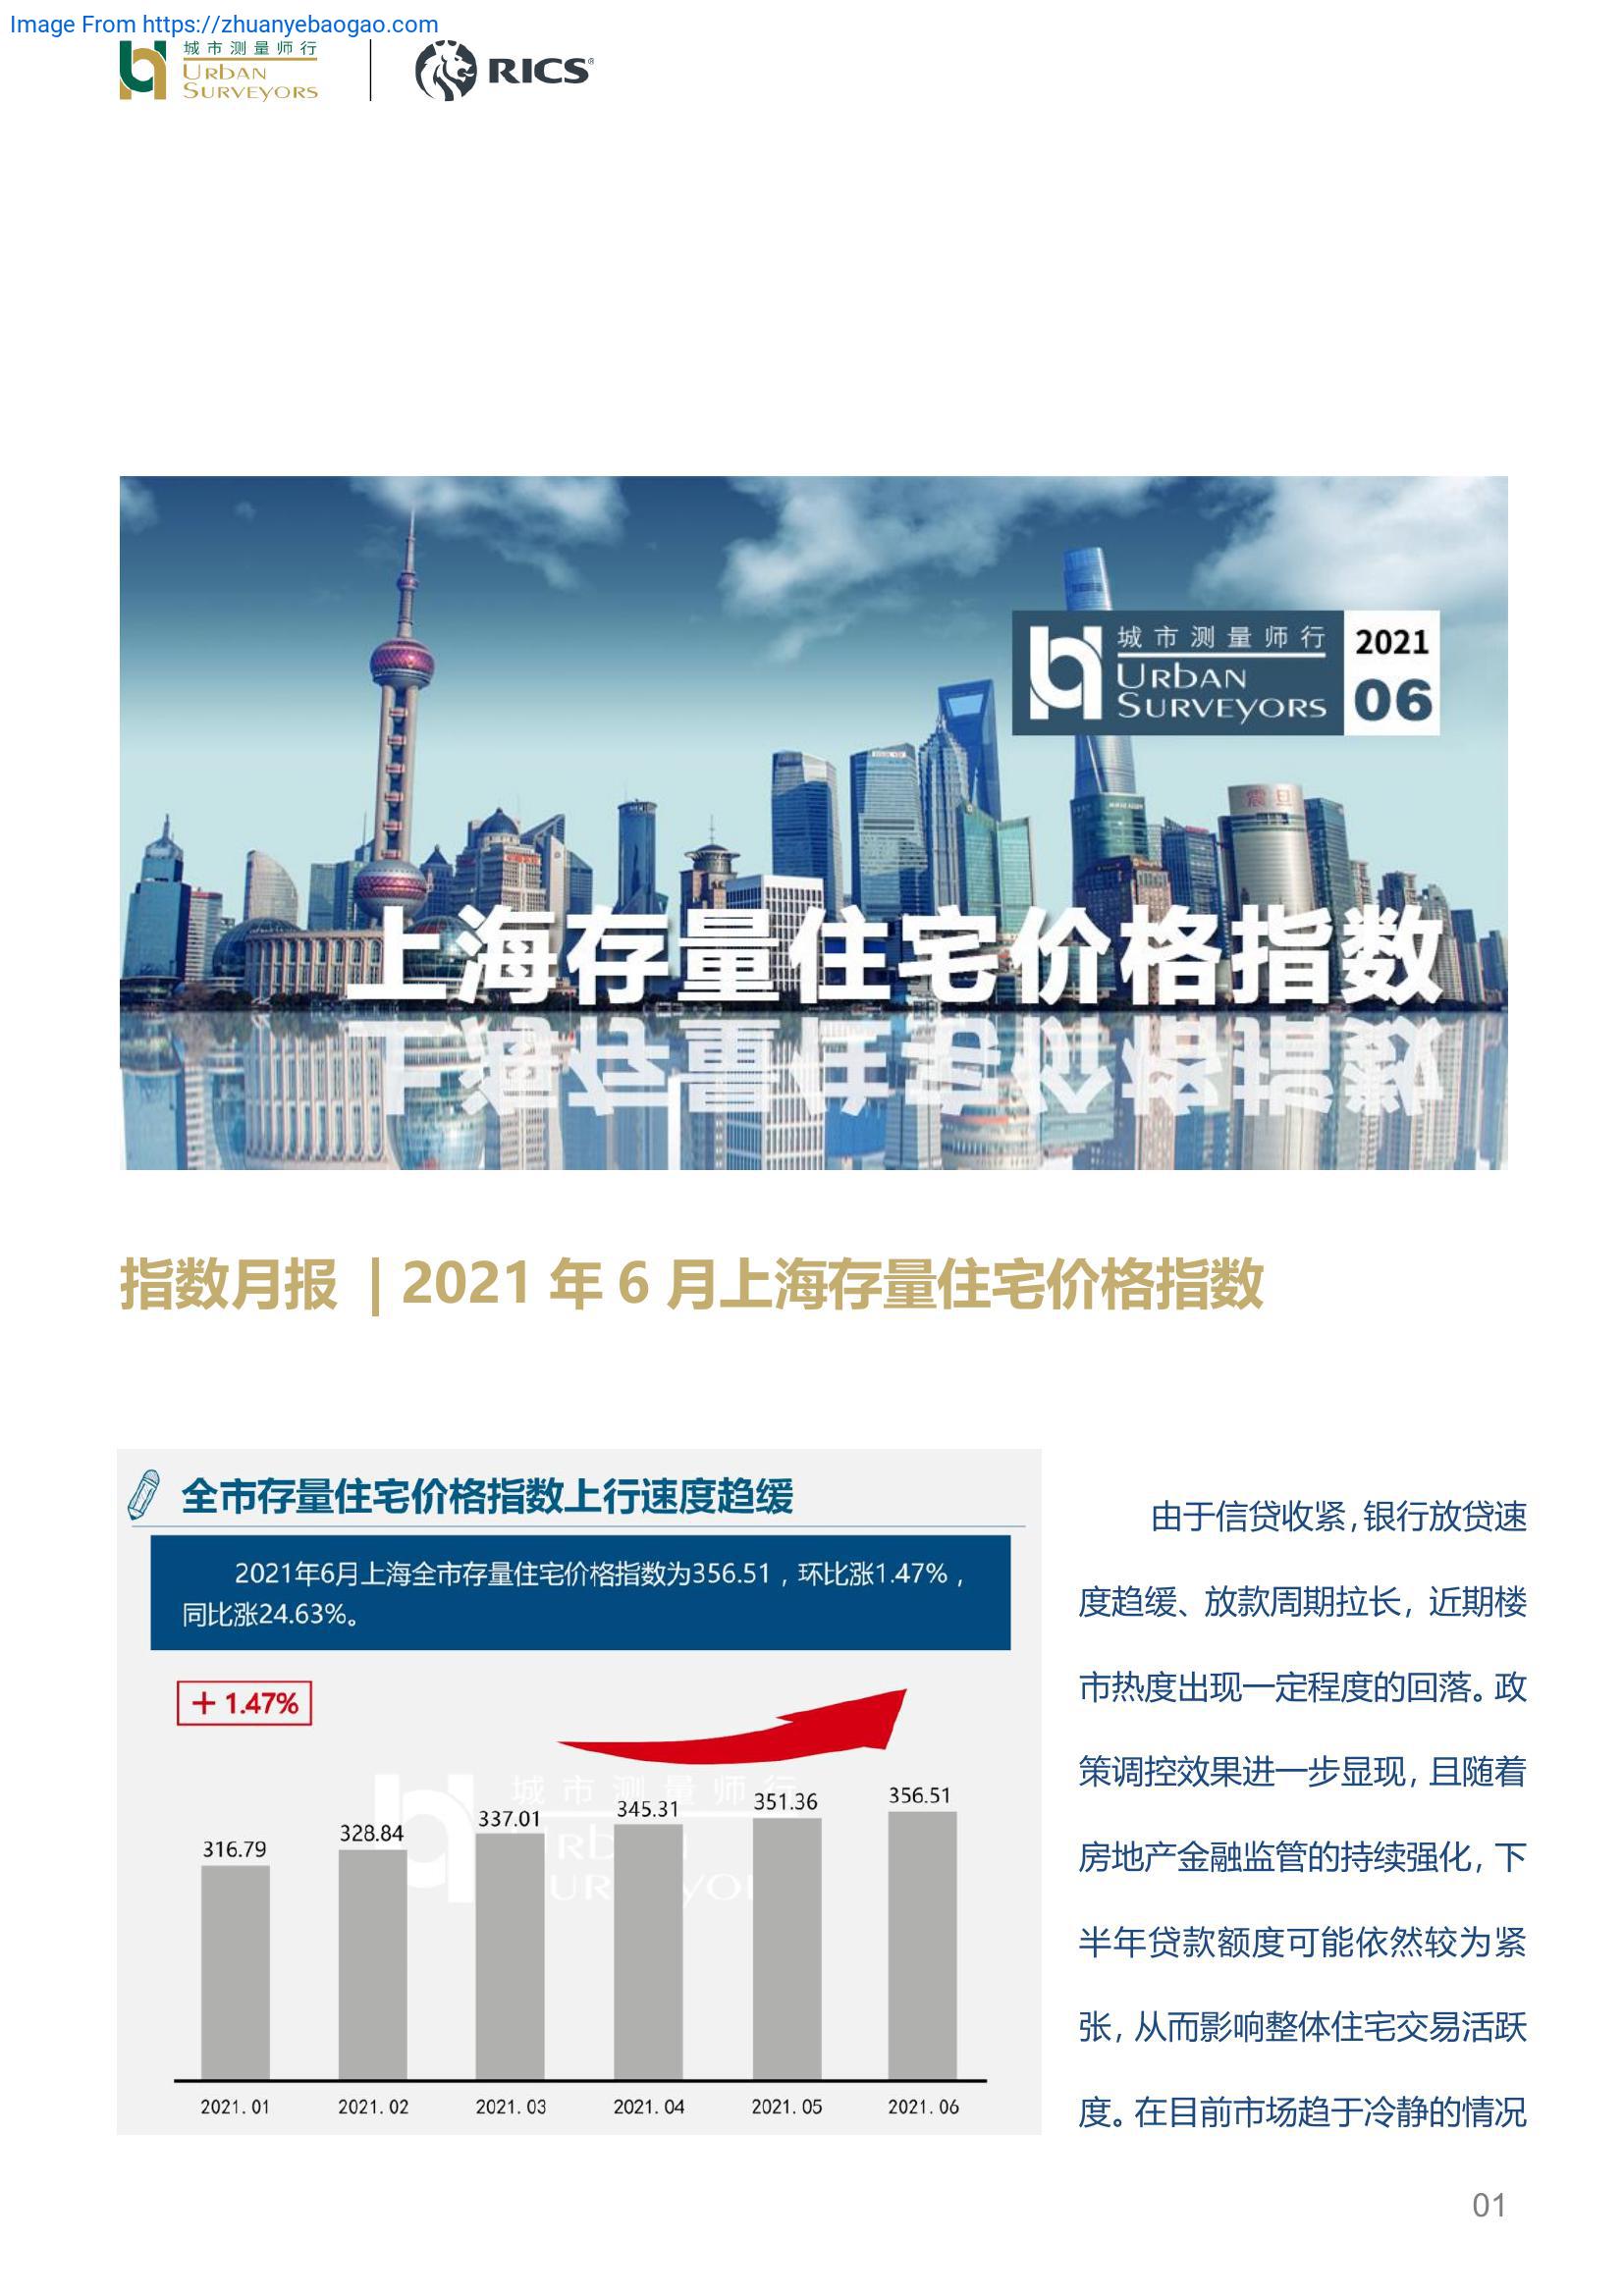 Image From https://zhuanyebaogao.com
城市测量师行
URBAN
SURVEYORS
RICS®
城市测量师行
URBAN
SURVEYORS
2021
06
震旦
上海存量住宅价格指数
指数月报 | 2021 年 6 月上海存量住宅价格指数
全市存量住宅价格指数上行速度趋缓
2021年6月上海全市存量住宅价格指数为356.51，环比涨1.47%，
同比涨24.63%。
+ 1.47%
城市测量师行
316.79 328.84 337.01 345.31 351.36 356.51
2021.01 2021.02 2021.03 2021.04 2021.05 2021.06
由于信贷收紧，银行放贷速
度趋缓、放款周期拉长，近期楼
市热度出现一定程度的回落。政
策调控效果进一步显现，且随着
房地产金融监管的持续强化，下
半年贷款额度可能依然较为紧
张，从而影响整体住宅交易活跃
度。在目前市场趋于冷静的情况
01